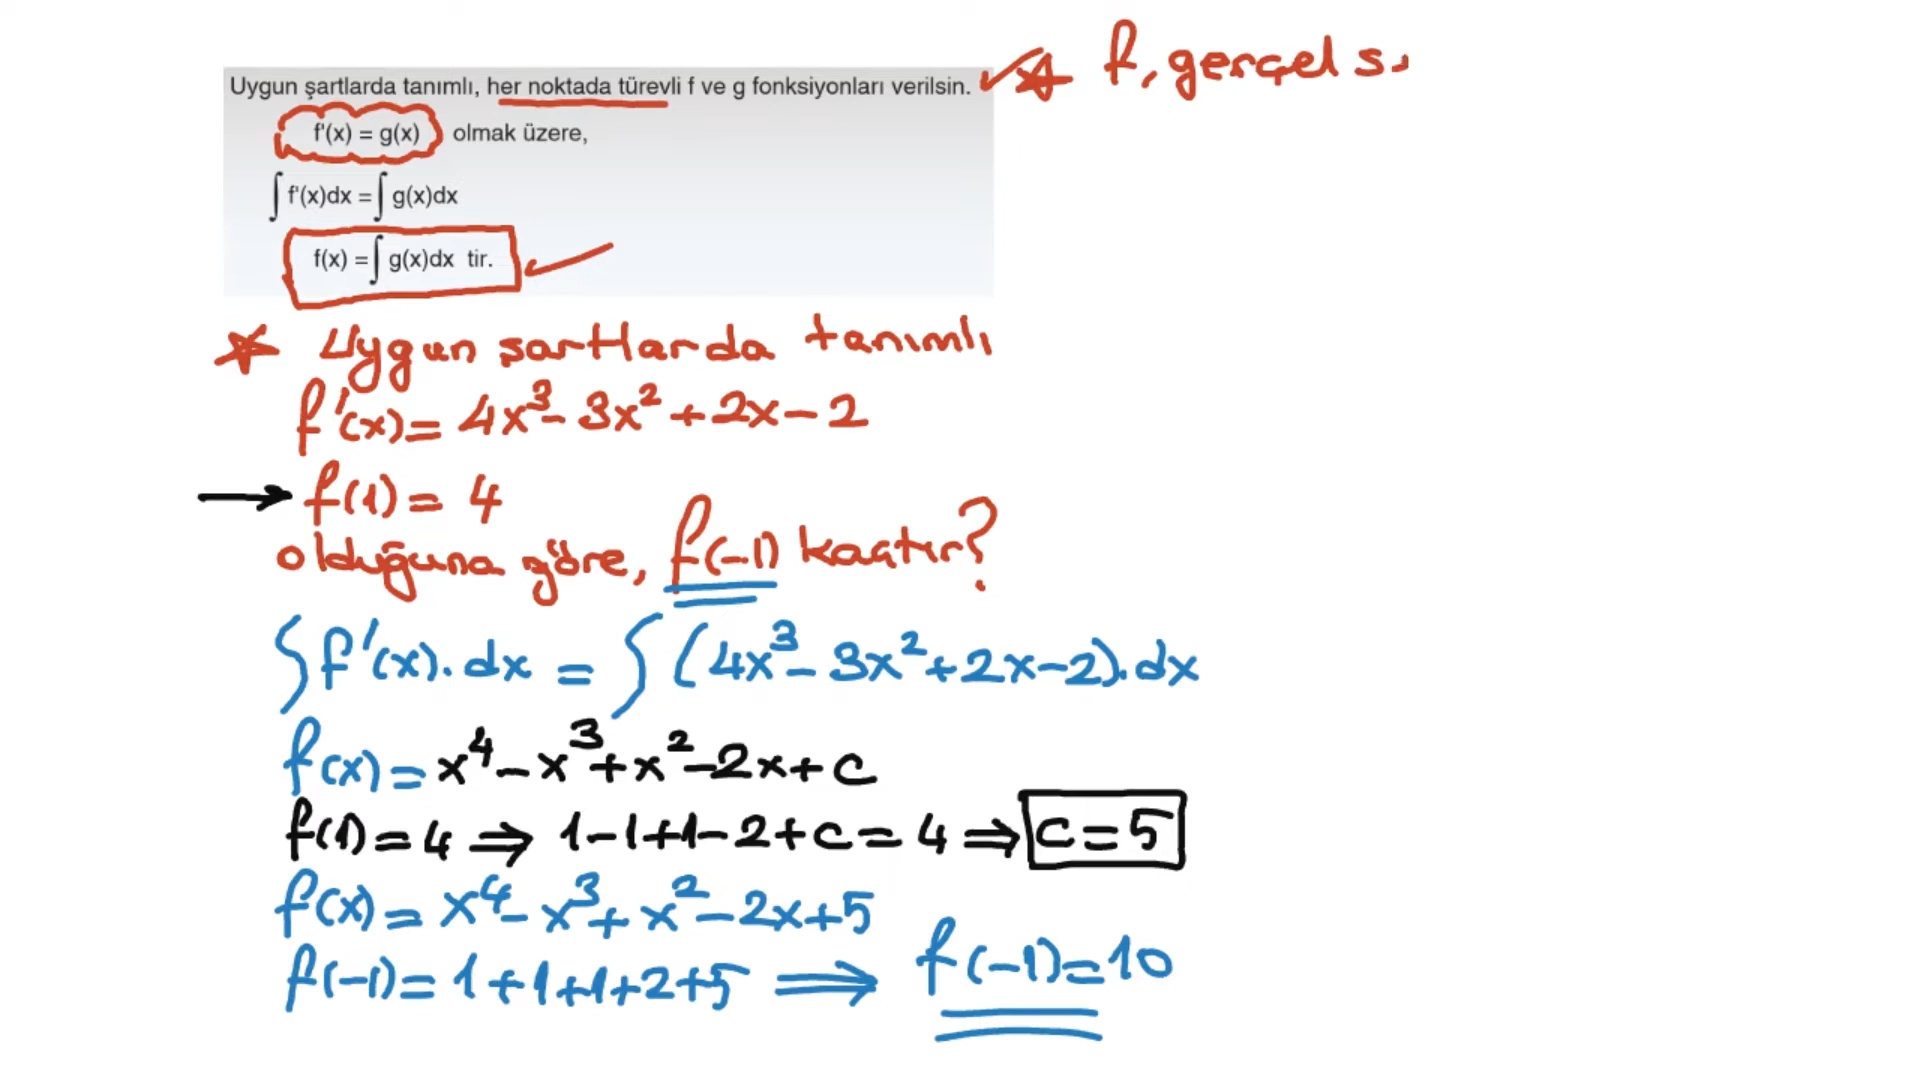 Uygun şartlarda tanımlı, her noktada türevli f ve g fonksiyonları verilsin.
f'(x) = g(x) olmak üzere,
∫ f'(x)dx = ∫ g(x)dx
f(x) = ∫ g(x)dx tir.
* Uygun şartlarda tanımlı
f'(x) = 4x³ - 3x² + 2x - 2
→ f(1) = 4
olduğuna göre, f(-1) kaçtır?
∫ f'(x).dx = ∫ (4x³ - 3x² + 2x - 2).dx
f(x) = x⁴ - x³ + x² - 2x + c
f(1) = 4 ⇒ 1 - 1 + 1 - 2 + c = 4 ⇒ c = 5
f(x) = x⁴ - x³ + x² - 2x + 5
f(-1) = 1 + 1 + 1 + 2 + 5 ⇒ f(-1) = 10
* f, gerçel s.